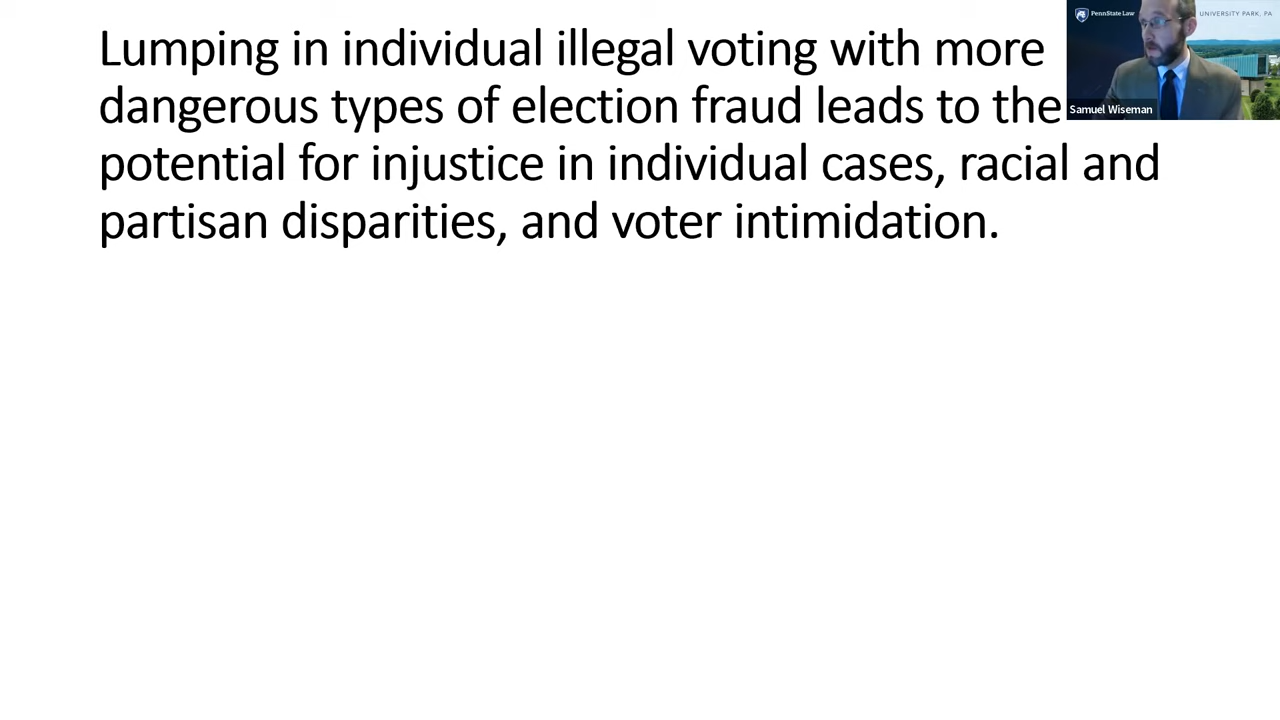 Lumping in individual illegal voting with more
dangerous types of election fraud leads to the
potential for injustice in individual cases, racial and
partisan disparities, and voter intimidation.
PennState Law
UNIVERSITY PARK, PA
Samuel Wiseman